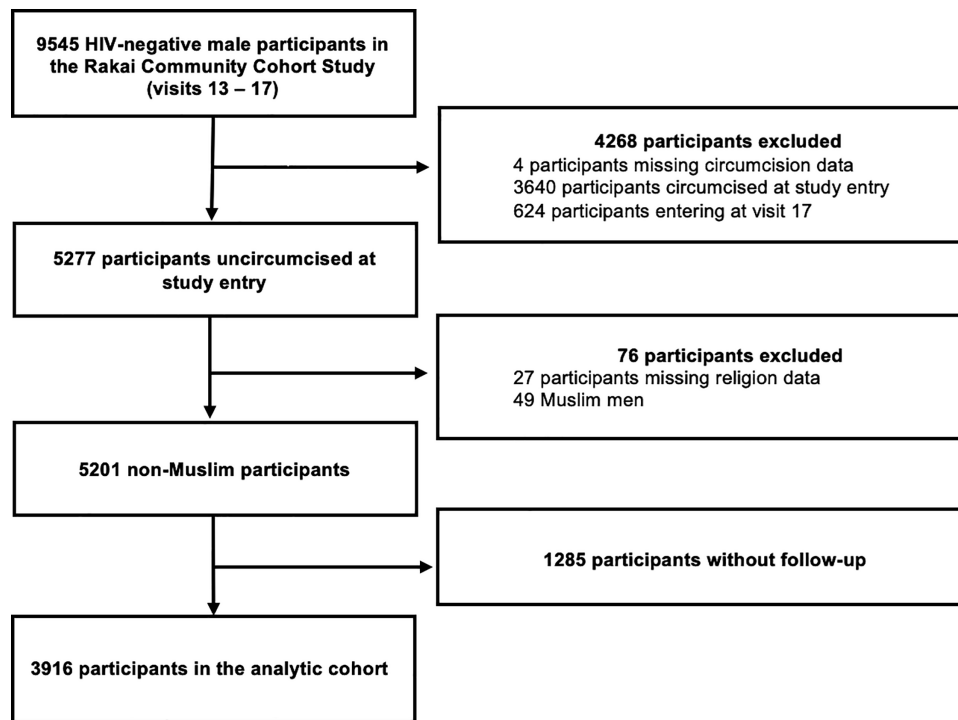 9545 HIV-negative male participants in
the Rakai Community Cohort Study
(visits 13 – 17)
4268 participants excluded
4 participants missing circumcision data
3640 participants circumcised at study entry
624 participants entering at visit 17
5277 participants uncircumcised at
study entry
76 participants excluded
27 participants missing religion data
49 Muslim men
5201 non-Muslim participants
1285 participants without follow-up
3916 participants in the analytic cohort